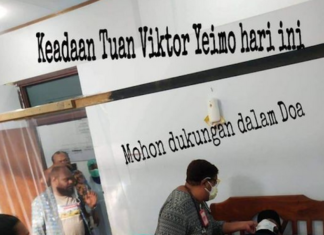 Keadaan Tuan Viktor Yeimo hari ini
Mohon dukungan dalam Doa